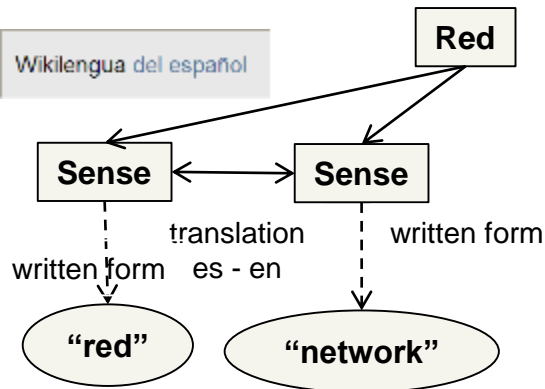 Red
Wikilengua del español
Sense
Sense
translation
es - en
written form
written form
“red”
“network”